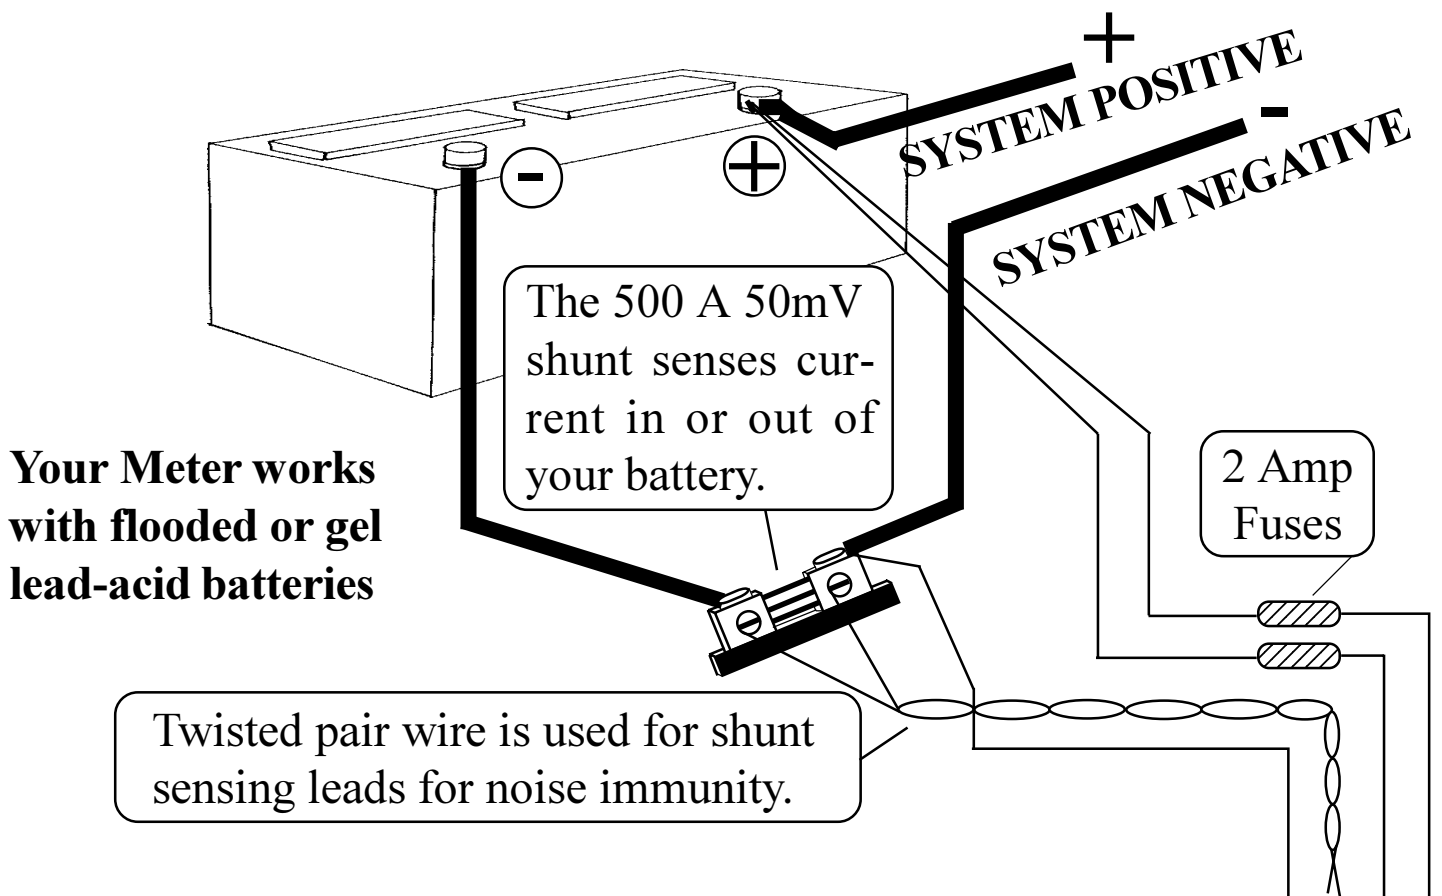 +
SYSTEM POSITIVE
-
SYSTEM NEGATIVE
-
+
The 500 A 50mV
shunt senses cur-
rent in or out of
your battery.
Your Meter works
with flooded or gel
lead-acid batteries
2 Amp
Fuses
Twisted pair wire is used for shunt
sensing leads for noise immunity.